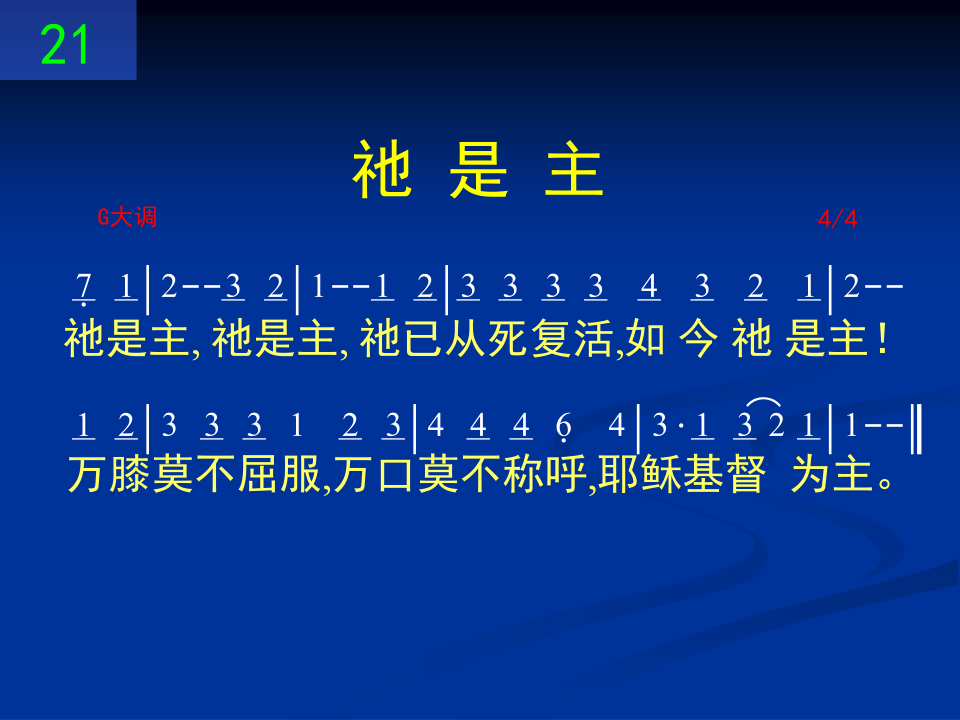 21
祂 是 主
G大调 4/4
7̣ 1|2--3 2|1--1 2|3 3 3 3 4 3 2 1|2--
祂是主, 祂是主, 祂已从死复活,如 今 祂 是主!
1 2|3 3 3 1 2 3|4 4 4 6̣ 4|3·1 3 2 1|1--‖
万膝莫不屈服,万口莫不称呼,耶稣基督 为主。